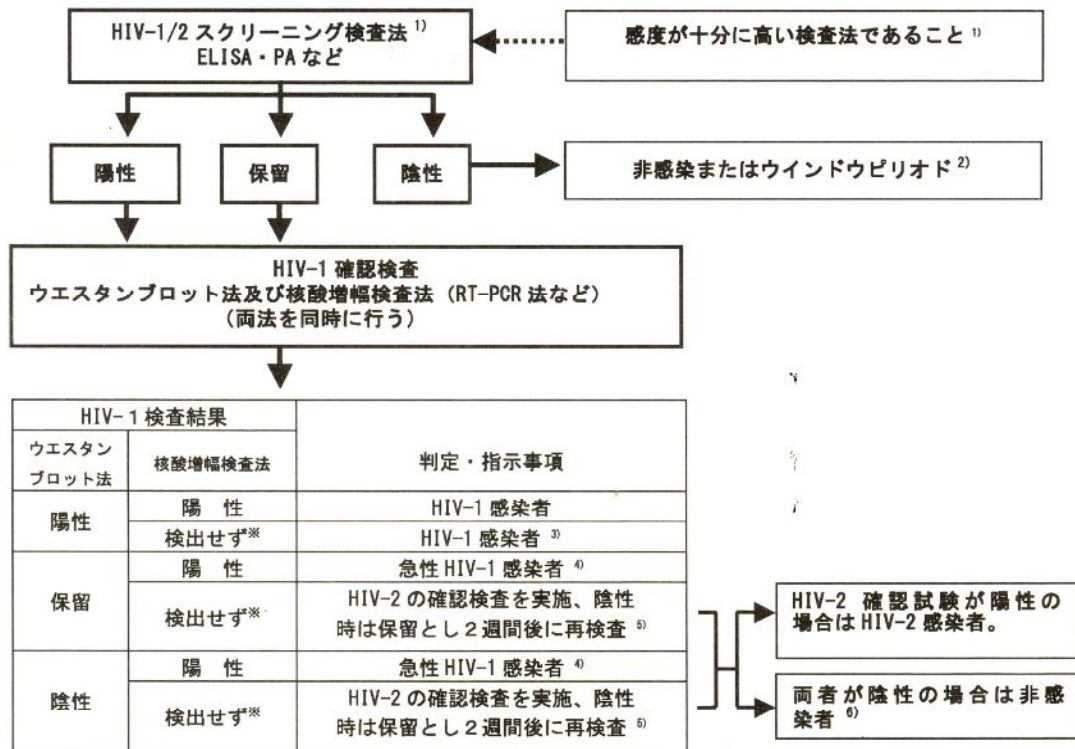 HIV-1/2 スクリーニング検査法 1)
ELISA・PA など
感度が十分に高い検査法であること 1)
陽性
保留
陰性
非感染またはウインドウピリオド 2)
HIV-1 確認検査
ウエスタンブロット法及び核酸増幅検査法（RT-PCR 法など）
（両法を同時に行う）
HIV-1 検査結果
ウエスタン
ブロット法
核酸増幅検査法
判定・指示事項
陽性
陽 性
HIV-1 感染者
検出せず※
HIV-1 感染者 3)
保留
陽 性
急性 HIV-1 感染者 4)
検出せず※
HIV-2 の確認検査を実施、陰性
時は保留とし２週間後に再検査 5)
陰性
陽 性
急性 HIV-1 感染者 4)
検出せず※
HIV-2 の確認検査を実施、陰性
時は保留とし２週間後に再検査 5)
HIV-2 確認試験が陽性の
場合は HIV-2 感染者。
両者が陰性の場合は非感
染者 6)